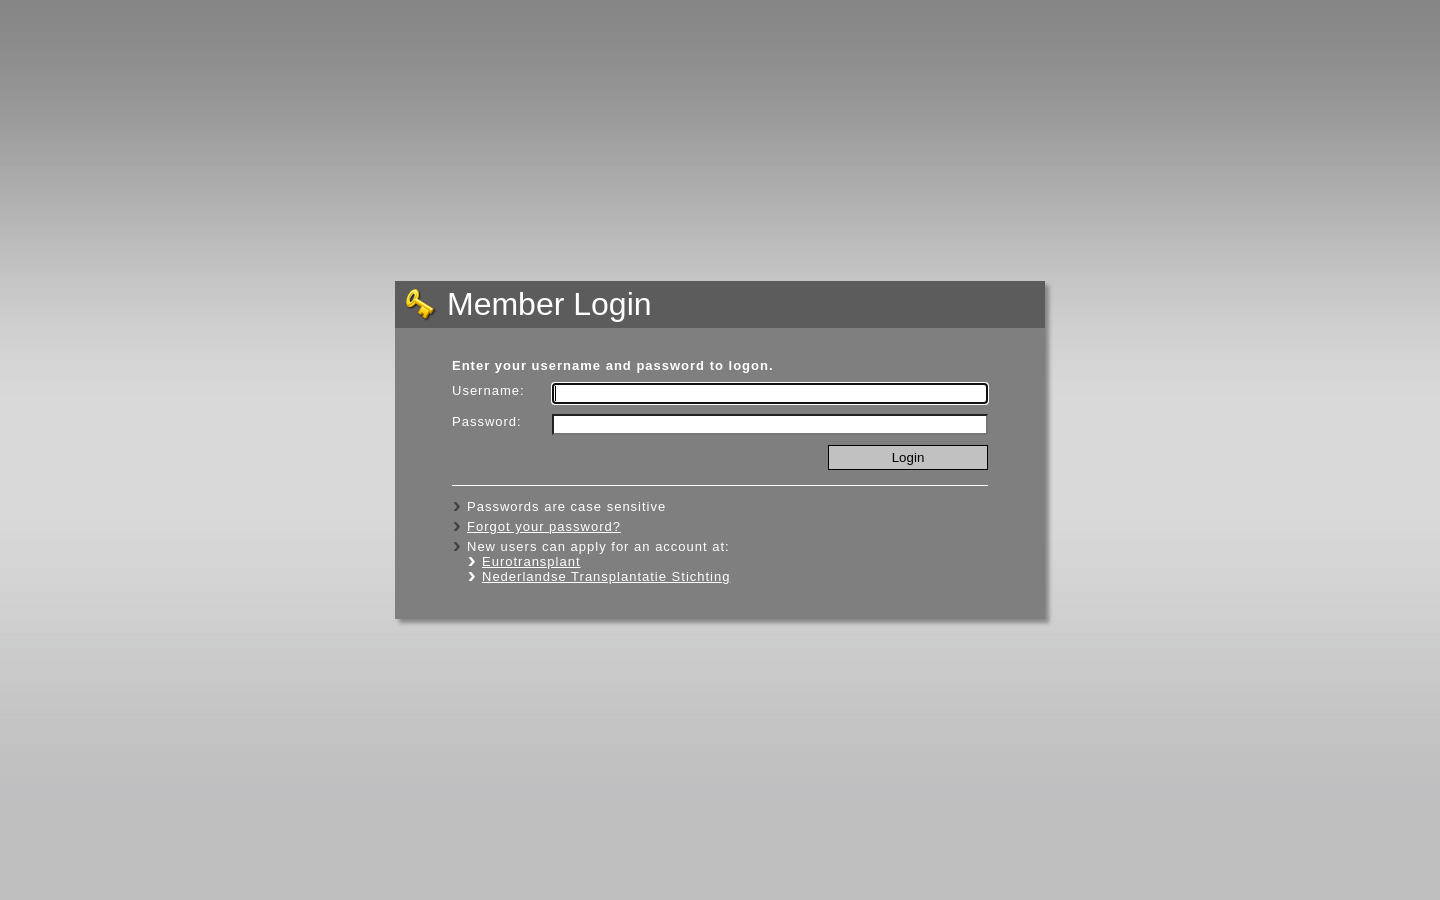 Member Login
Enter your username and password to logon.
Username:
Password:
Login
Passwords are case sensitive
Forgot your password?
New users can apply for an account at:
Eurotransplant
Nederlandse Transplantatie Stichting